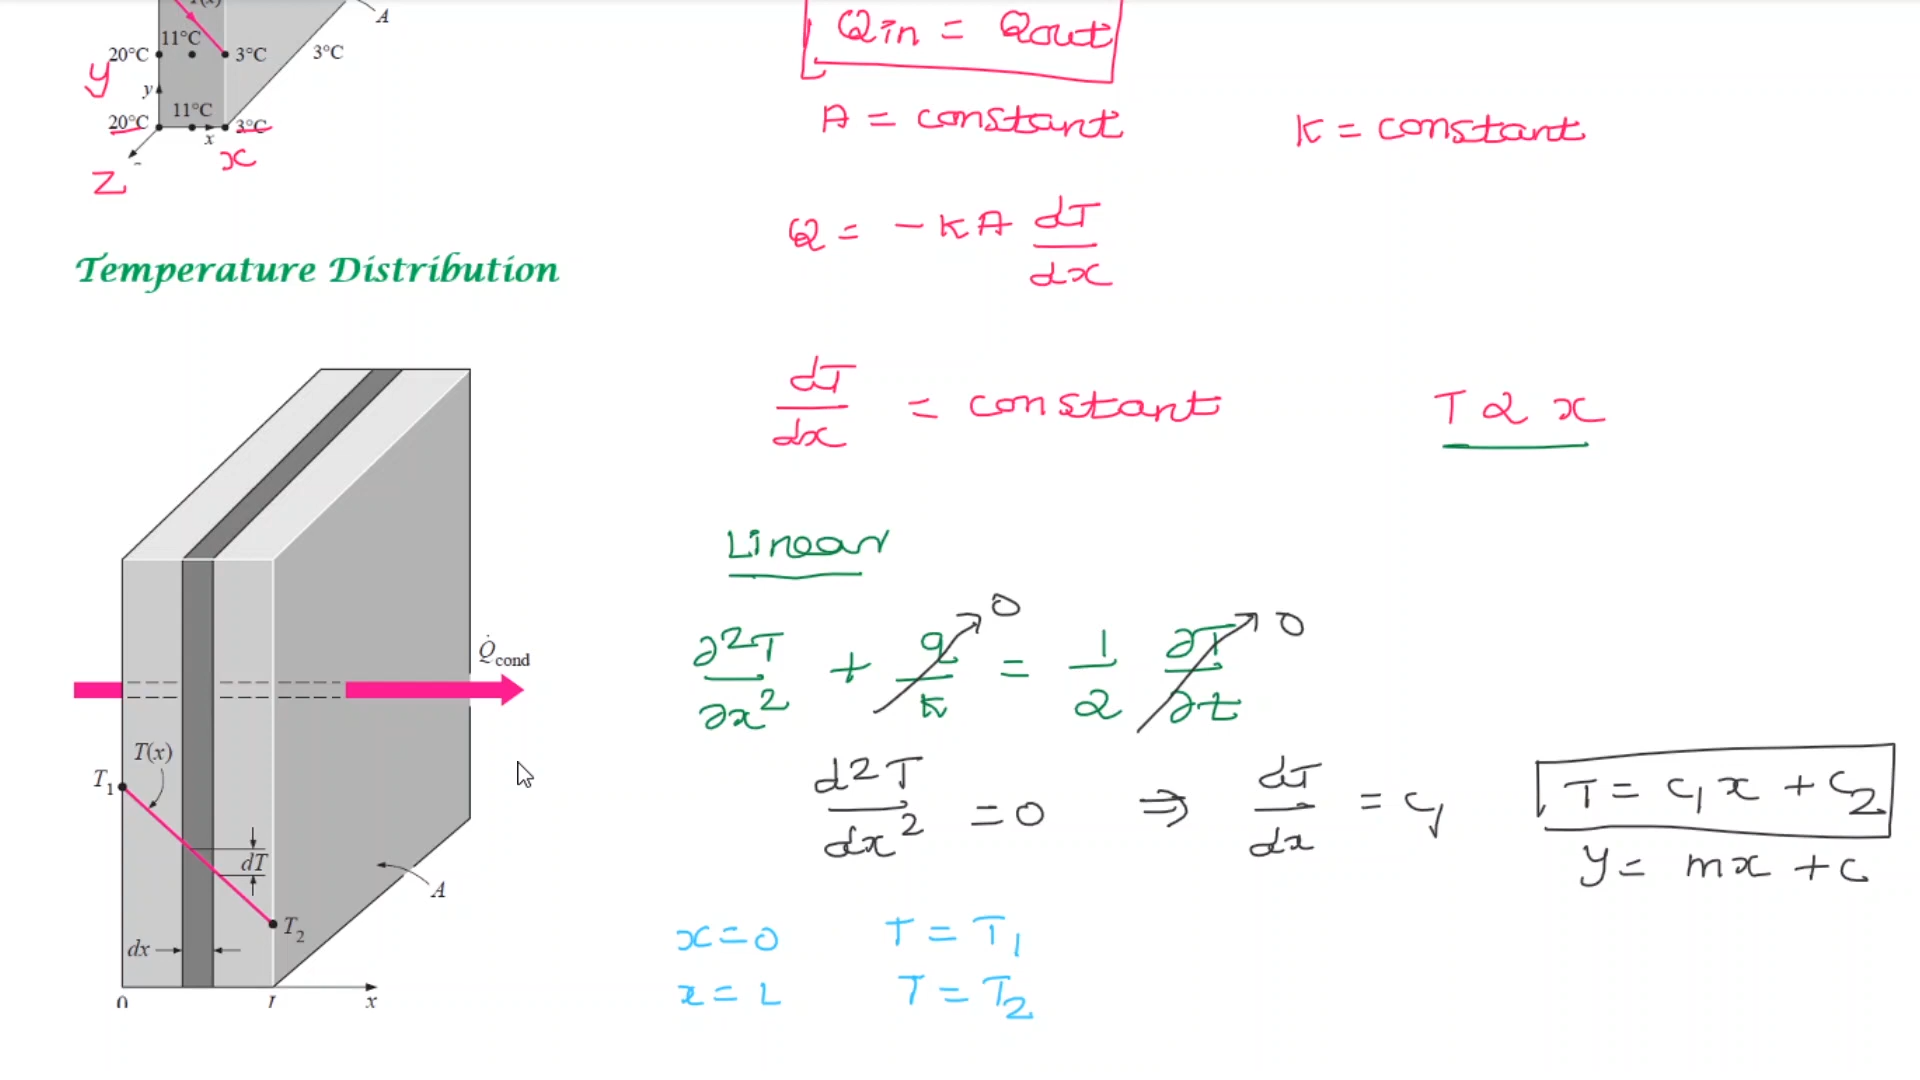 T(x)
A
11°C
20°C
3°C
3°C
y
y
11°C
20°C
3°C
x
x
z
Qin = Qout
A = constant
K = constant
Q = -KA dT/dx
Temperature Distribution
dT/dx = constant
T α x
Linear
∂2T/∂x2 + q/k = 1/α ∂T/∂t
0
0
d2T/dx2 = 0 ⇒ dT/dx = C1
T = C1x + C2
y = mx + c
x = 0 T = T1
x = L T = T2
Q̇cond
T(x)
T1
dT
A
T2
dx
0
L
x